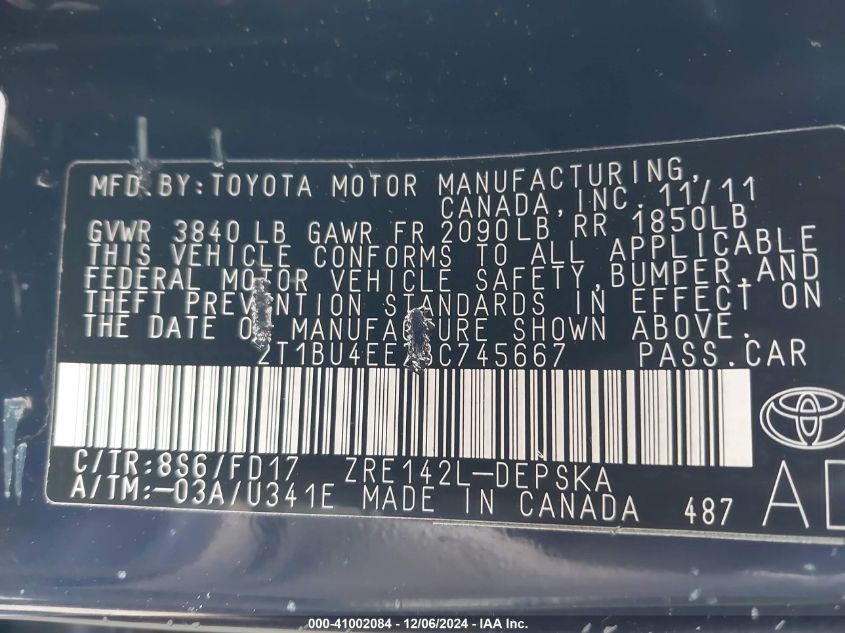 MFD BY:TOYOTA MOTOR MANUFACTURING,
CANADA,INC. 11/11
GVWR 3840 LB GAWR FR 2090LB RR 1850LB
THIS VEHICLE CONFORMS TO ALL APPLICABLE
FEDERAL MOTOR VEHICLE SAFETY,BUMPER,AND
THEFT PREVENTION STANDARDS IN EFFECT ON
THE DATE OF MANUFACTURE SHOWN ABOVE.
PASS.CAR
C/TR:8S6/FD17 ZRE142L-DEPSKA
A/TM:-03A/U341E MADE IN CANADA 487 A
000-41002084 - 12/06/2024 - IAA Inc.